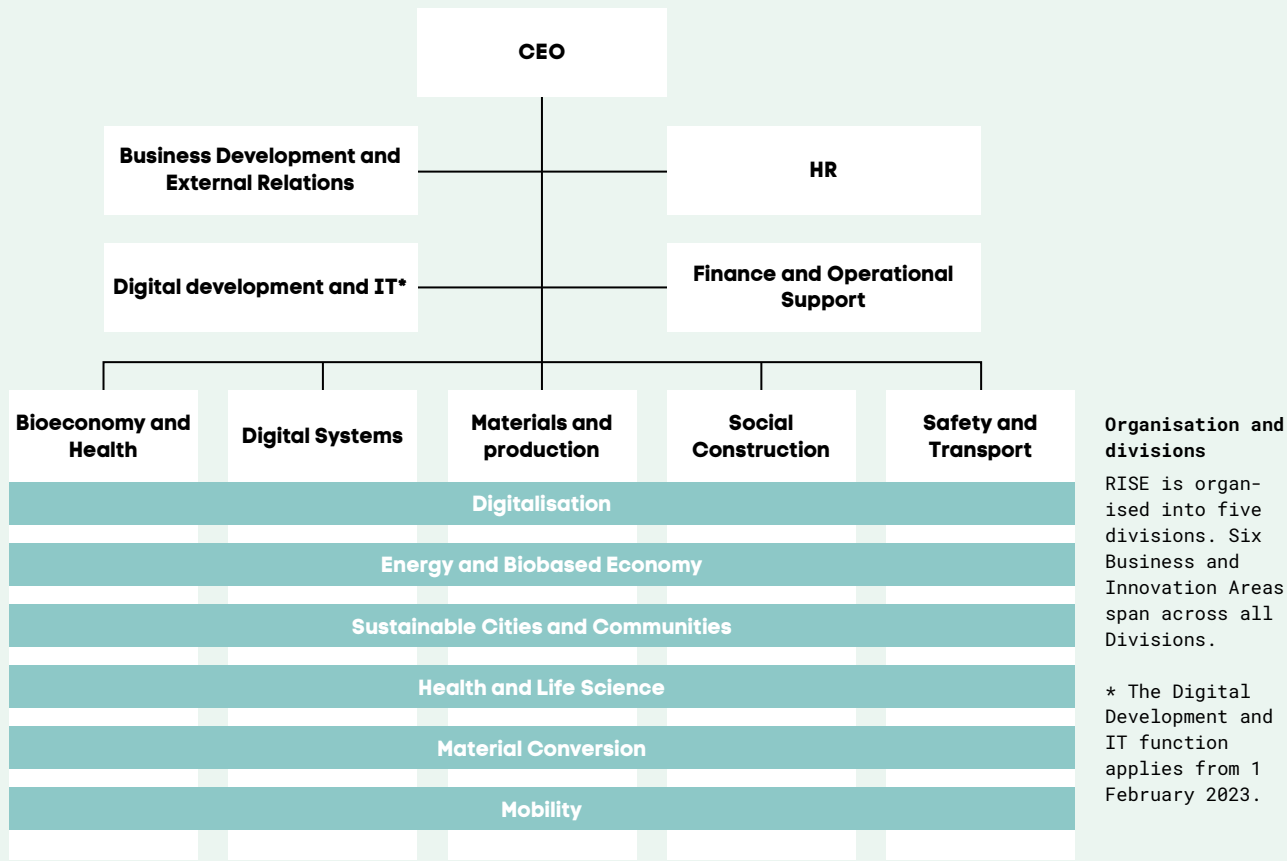 CEO
Business Development and
External Relations
HR
Digital development and IT*
Finance and Operational
Support
Bioeconomy and
Health
Digital Systems
Materials and
production
Social
Construction
Safety and
Transport
Digitalisation
Energy and Biobased Economy
Sustainable Cities and Communities
Health and Life Science
Material Conversion
Mobility
Organisation and
divisions
RISE is organ-
ised into five
divisions. Six
Business and
Innovation Areas
span across all
Divisions.
* The Digital
Development and
IT function
applies from 1
February 2023.